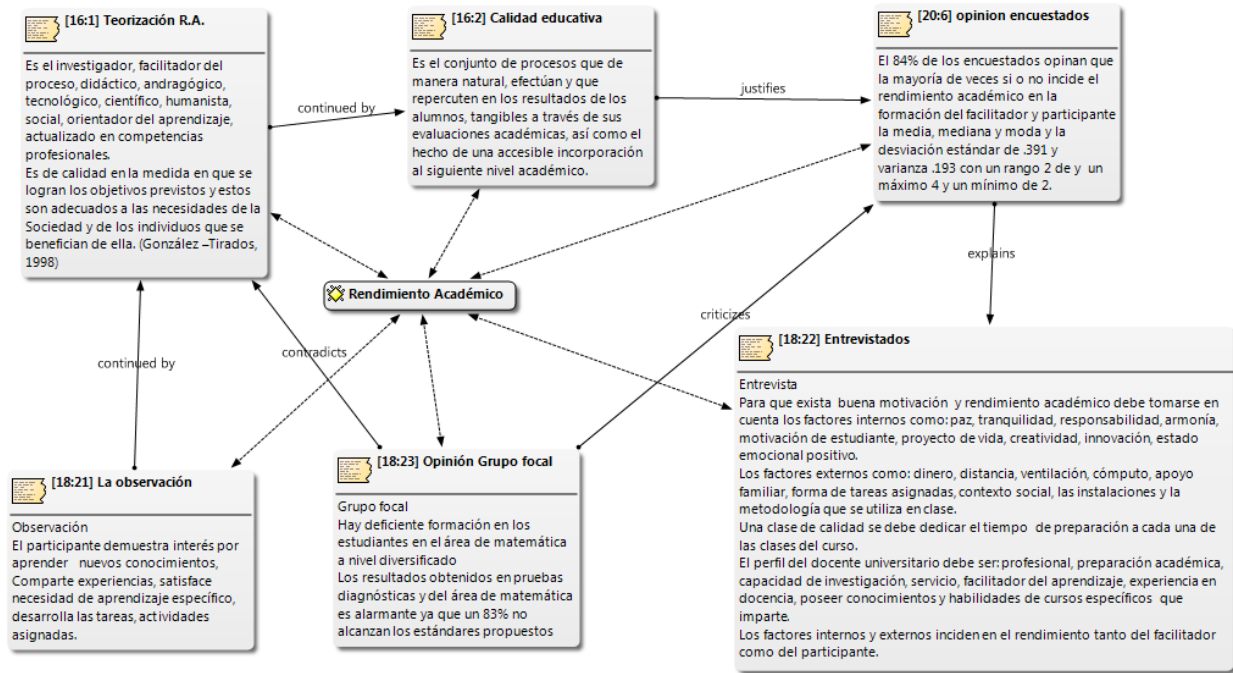 [16:1] Teorización R.A.
Es el investigador, facilitador del
proceso, didáctico, andragógico,
tecnológico, científico, humanista,
social, orientador del aprendizaje,
actualizado en competencias
profesionales.
Es de calidad en la medida en que se
logran los objetivos previstos y estos
son adecuados a las necesidades de la
Sociedad y de los individuos que se
benefician de ella. (González –Tirados,
1998)
continued by
[16:2] Calidad educativa
Es el conjunto de procesos que de
manera natural, efectúan y que
repercuten en los resultados de los
alumnos, tangibles a través de sus
evaluaciones académicas, así como el
hecho de una accesible incorporación
al siguiente nivel académico.
justifies
[20:6] opinion encuestados
El 84% de los encuestados opinan que
la mayoría de veces si o no incide el
rendimiento académico en la
formación del facilitador y participante
la media, mediana y moda y la
desviación estándar de .391 y
varianza .193 con un rango 2 de y un
máximo 4 y un mínimo de 2.
explains
Rendimiento Académico
criticizes
contradicts
continued by
[18:22] Entrevistados
Entrevista
Para que exista buena motivación y rendimiento académico debe tomarse en
cuenta los factores internos como: paz, tranquilidad, responsabilidad, armonía,
motivación de estudiante, proyecto de vida, creatividad, innovación, estado
emocional positivo.
Los factores externos como: dinero, distancia, ventilación, cómputo, apoyo
familiar, forma de tareas asignadas, contexto social, las instalaciones y la
metodología que se utiliza en clase.
Una clase de calidad se debe dedicar el tiempo de preparación a cada una de
las clases del curso.
El perfil del docente universitario debe ser: profesional, preparación académica,
capacidad de investigación, servicio, facilitador del aprendizaje, experiencia en
docencia, poseer conocimientos y habilidades de cursos específicos que
imparte.
Los factores internos y externos inciden en el rendimiento tanto del facilitador
como del participante.
[18:23] Opinión Grupo focal
Grupo focal
Hay deficiente formación en los
estudiantes en el área de matemática
a nivel diversificado
Los resultados obtenidos en pruebas
diagnósticas y del área de matemática
es alarmante ya que un 83% no
alcanzan los estándares propuestos
[18:21] La observación
Observación
El participante demuestra interés por
aprender nuevos conocimientos,
Comparte experiencias, satisface
necesidad de aprendizaje específico,
desarrolla las tareas, actividades
asignadas.